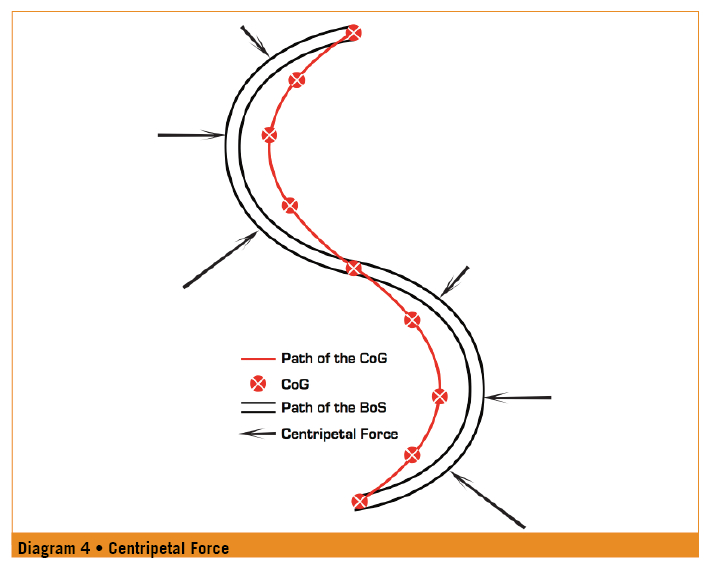 Path of the CoG
CoG
Path of the BoS
Centripetal Force
Diagram 4 • Centripetal Force